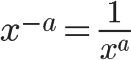 x^{-a} = \frac{1}{x^a}